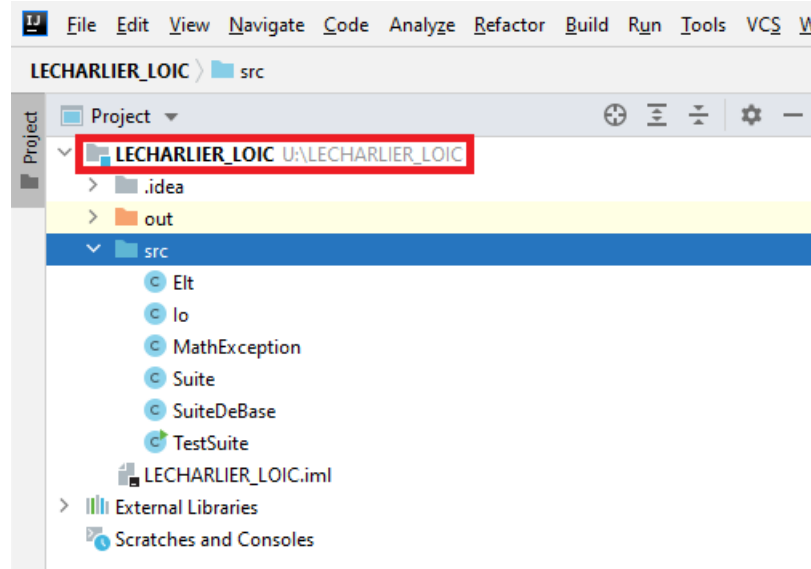 IJ File Edit View Navigate Code Analyze Refactor Build Run Tools VCS
LECHARLIER_LOIC src
Project
Project
LECHARLIER_LOIC U:\LECHARLIER_LOIC
.idea
out
src
C Elt
C Io
C MathException
C Suite
C SuiteDeBase
C TestSuite
LECHARLIER_LOIC.iml
External Libraries
Scratches and Consoles